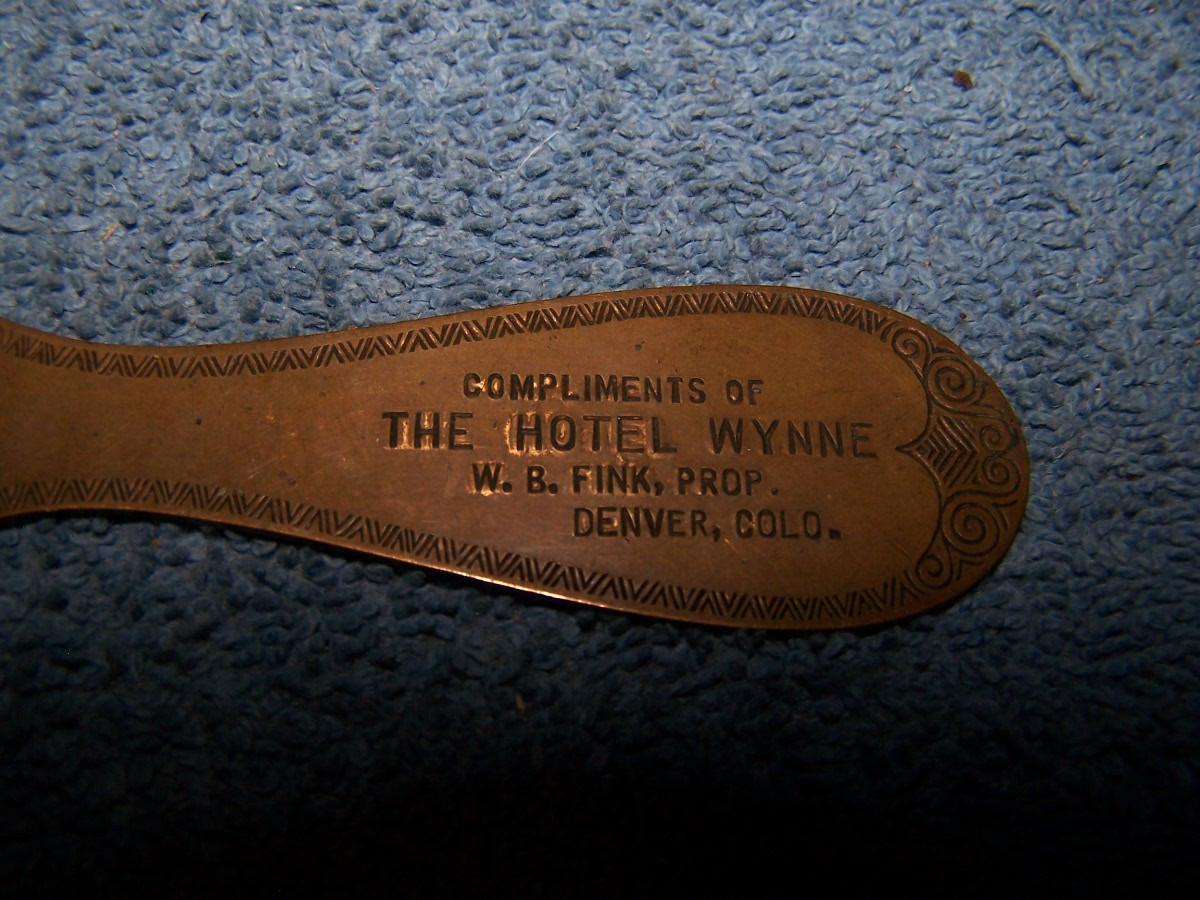 COMPLIMENTS OF
THE HOTEL WYNNE
W. B. FINK, PROP.
DENVER, COLO.